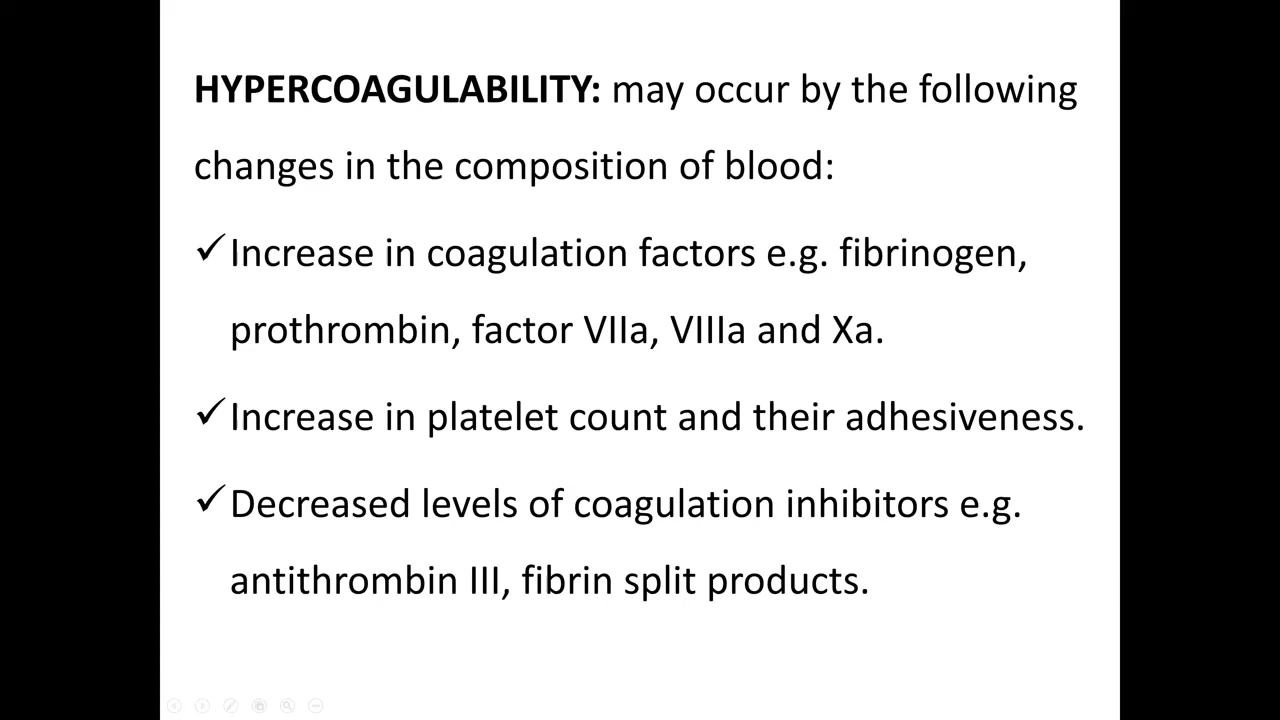 HYPERCOAGULABILITY: may occur by the following
changes in the composition of blood:
✓Increase in coagulation factors e.g. fibrinogen,
prothrombin, factor VIIa, VIIIa and Xa.
✓Increase in platelet count and their adhesiveness.
✓Decreased levels of coagulation inhibitors e.g.
antithrombin III, fibrin split products.